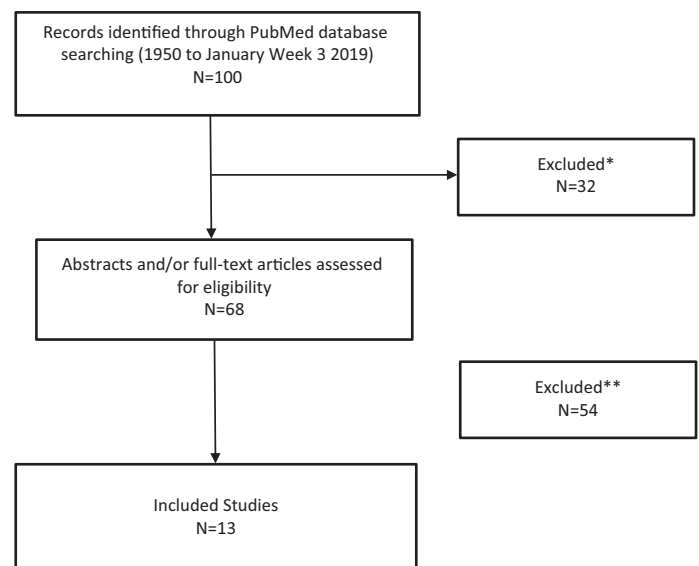 Records identified through PubMed database
searching (1950 to January Week 3 2019)
N=100
Excluded*
N=32
Abstracts and/or full-text articles assessed
for eligibility
N=68
Excluded**
N=54
Included Studies
N=13